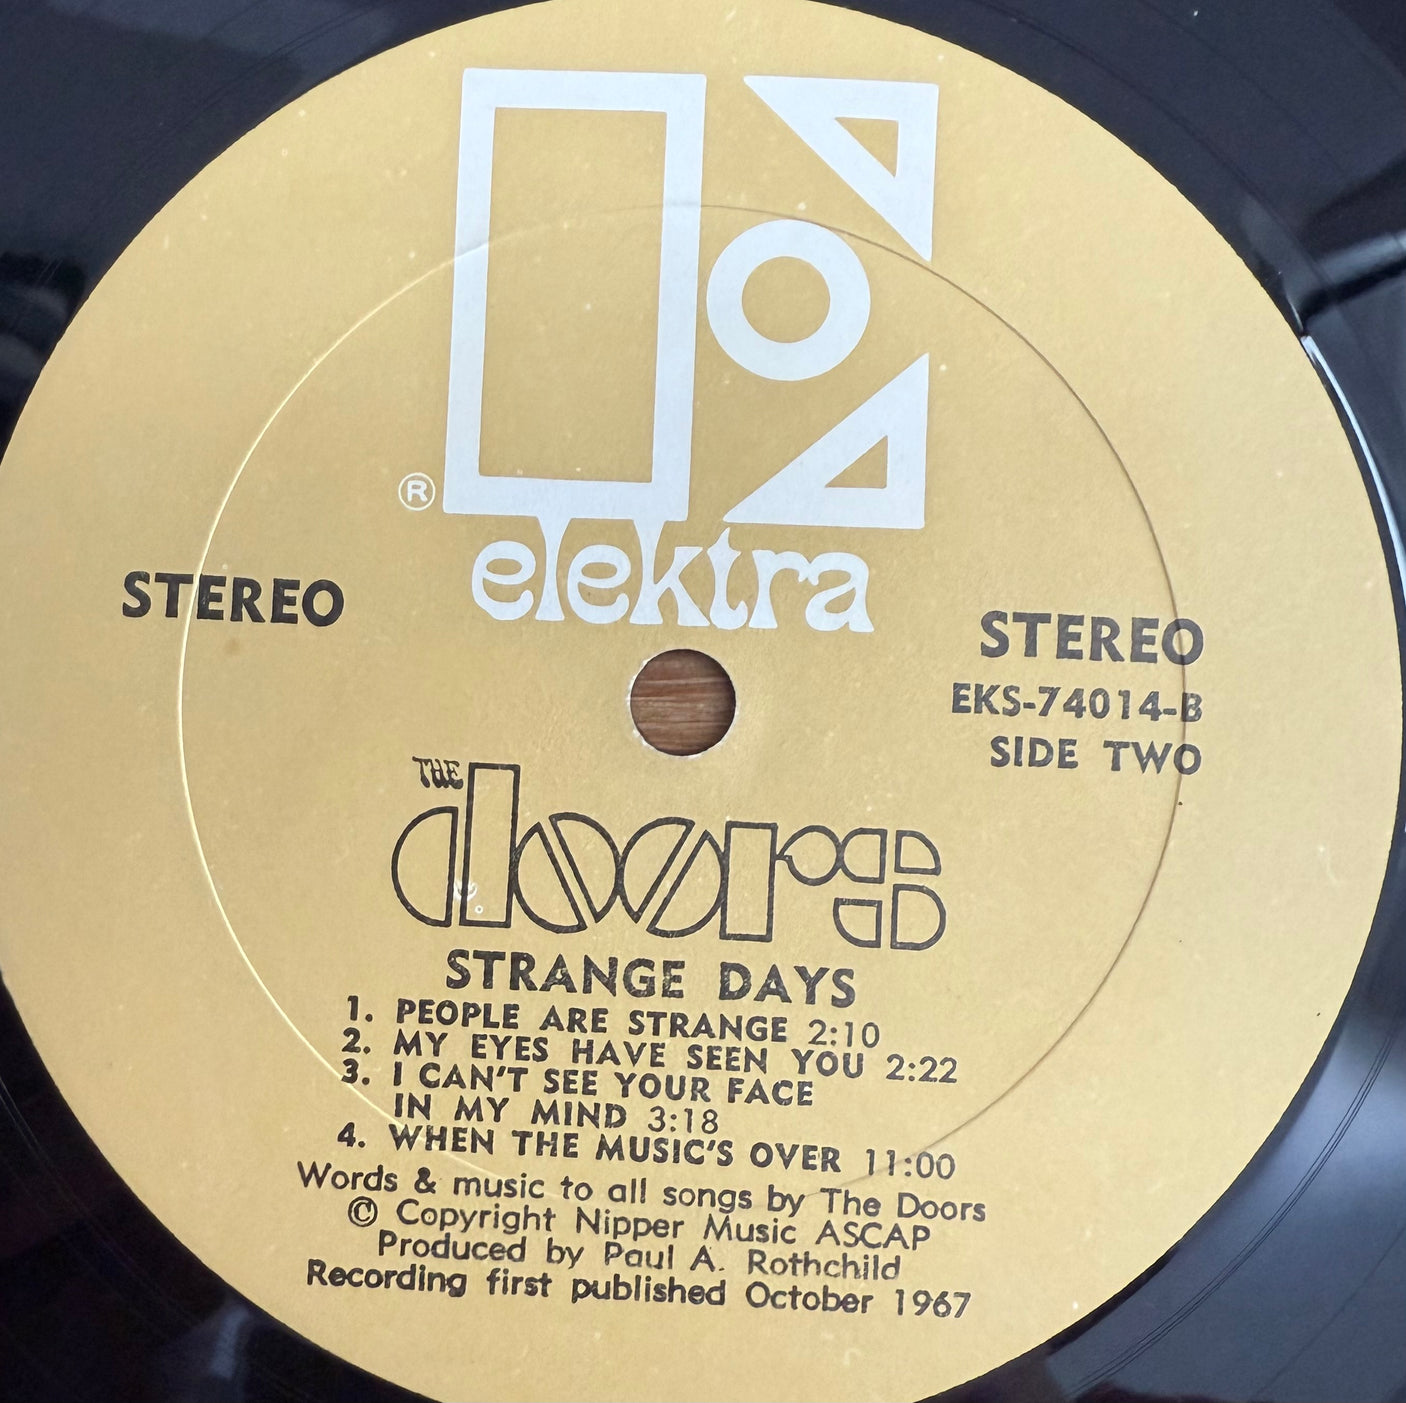 ®
elektra
STEREO
STEREO
EKS-74014-B
SIDE TWO
THE
doors
STRANGE DAYS
1. PEOPLE ARE STRANGE 2:10
2. MY EYES HAVE SEEN YOU 2:22
3. I CAN'T SEE YOUR FACE
IN MY MIND 3:18
4. WHEN THE MUSIC'S OVER 11:00
Words & music to all songs by The Doors
© Copyright Nipper Music ASCAP
Produced by Paul A. Rothchild
Recording first published October 1967